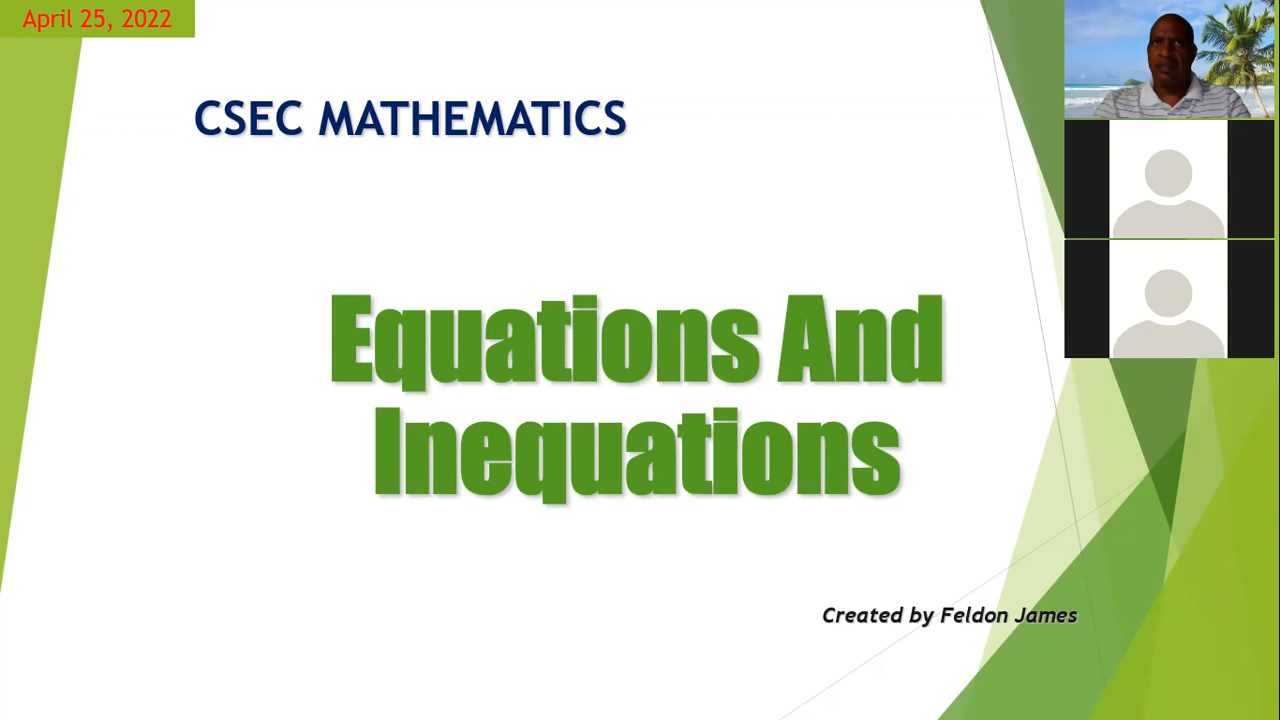 April 25, 2022
CSEC MATHEMATICS
Equations And
Inequations
Created by Feldon James